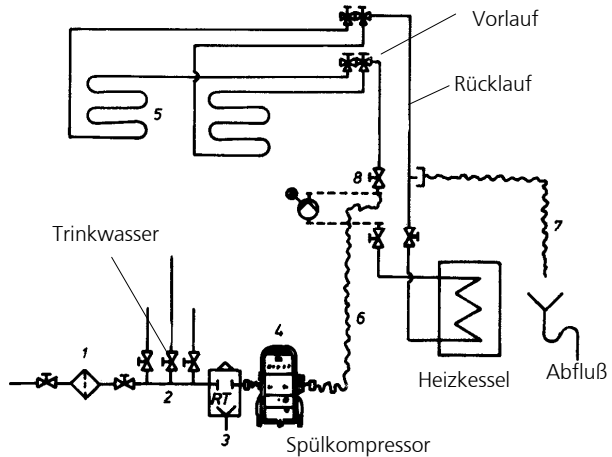 Vorlauf
Rücklauf
5
8
Trinkwasser
7
6
4
1
2
RT
3
Heizkessel
Abfluß
Spülkompressor